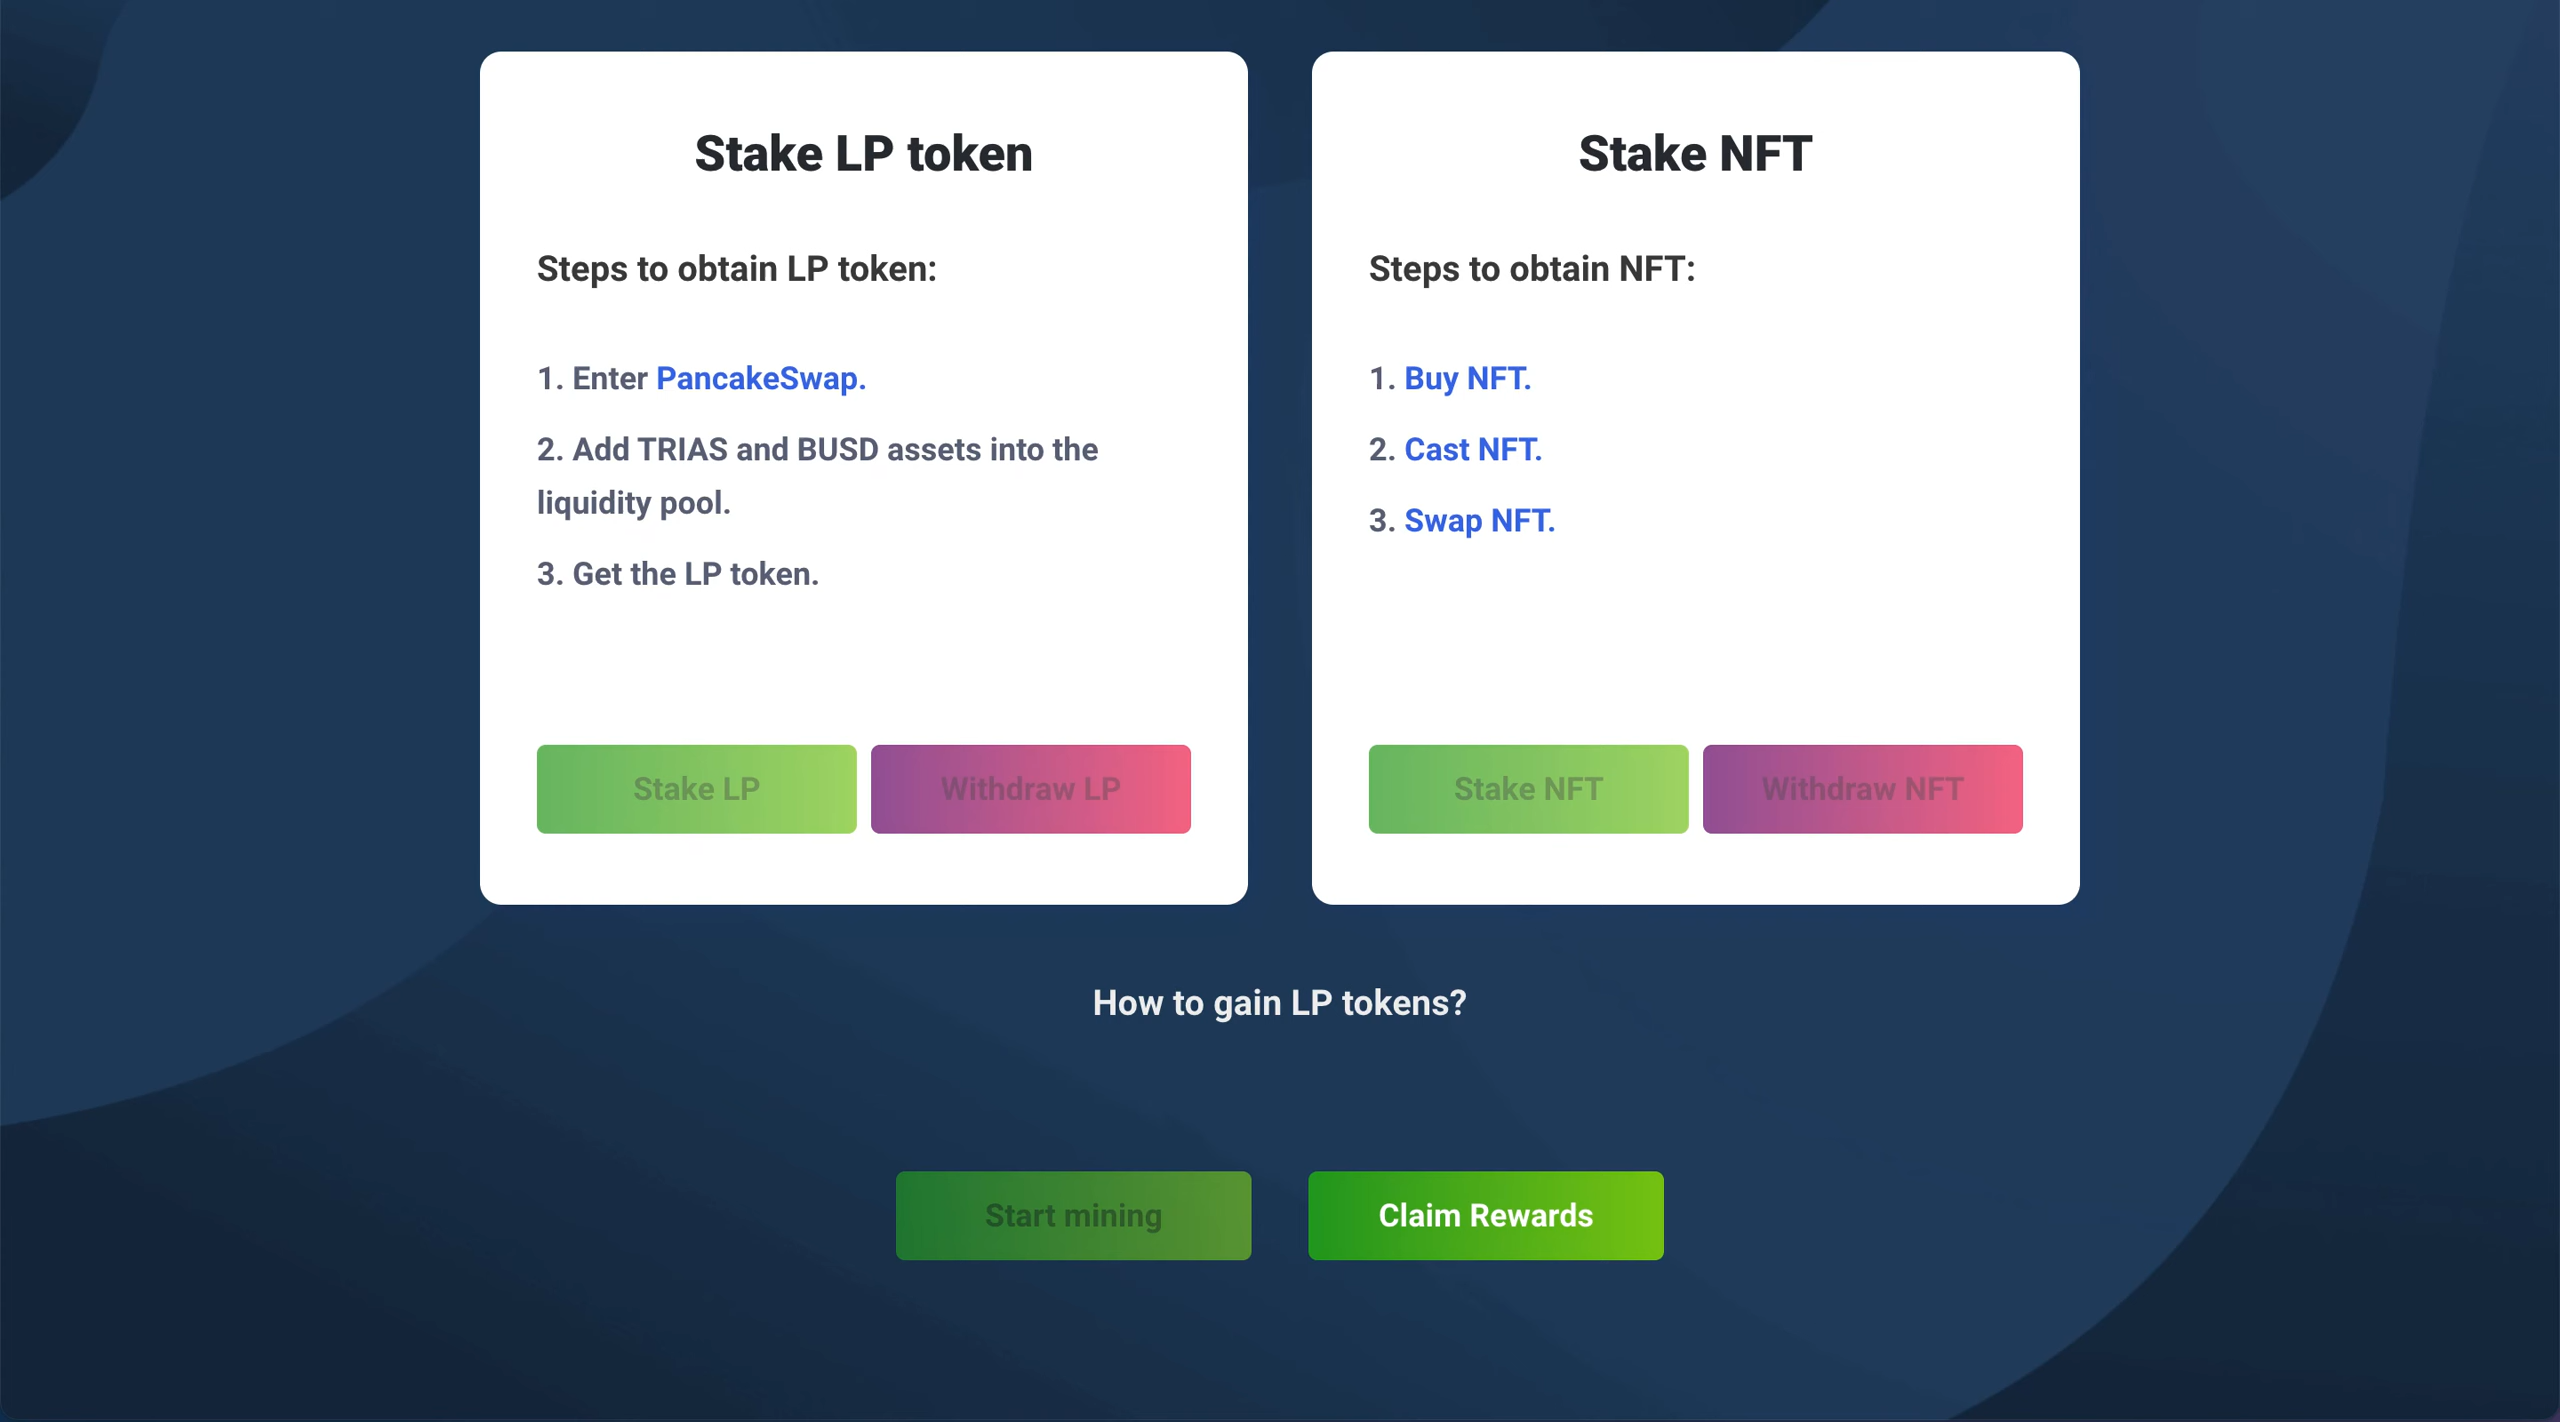 Stake LP token
Steps to obtain LP token:
1. Enter PancakeSwap.
2. Add TRIAS and BUSD assets into the
liquidity pool.
3. Get the LP token.
Stake LP
Withdraw LP
Stake NFT
Steps to obtain NFT:
1. Buy NFT.
2. Cast NFT.
3. Swap NFT.
Stake NFT
Withdraw NFT
How to gain LP tokens?
Start mining
Claim Rewards